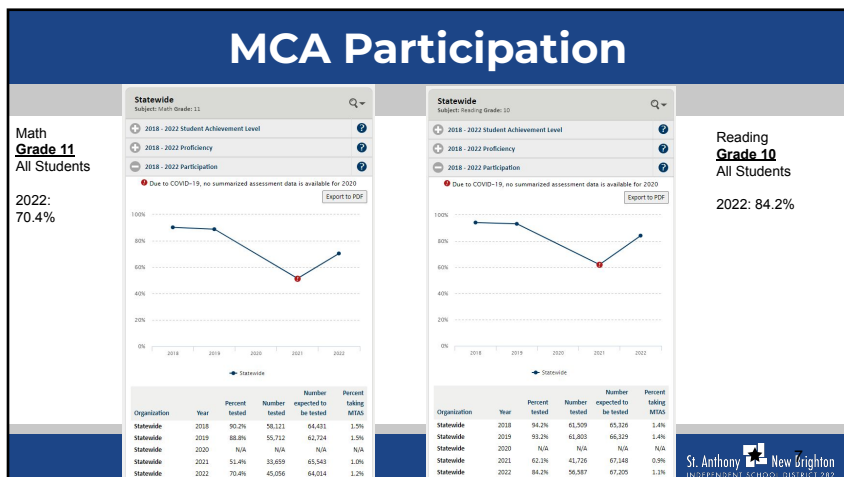 MCA Participation
Math
Grade 11
All Students
2022:
70.4%
Statewide
Subject: Math Grade: 11
2018 - 2022 Student Achievement Level
2018 - 2022 Proficiency
2018 - 2022 Participation
Due to COVID-19, no summarized assessment data is available for 2020
Export to PDF
100%
80%
60%
40%
20%
0%
2018 2019 2020 2021 2022
Statewide
Organization Year Percent tested Number tested Number expected to be tested Percent taking MTAS
Statewide 2018 90.2% 58,121 64,431 1.5%
Statewide 2019 88.8% 55,712 62,724 1.5%
Statewide 2020 N/A N/A N/A N/A
Statewide 2021 51.4% 33,659 65,543 1.0%
Statewide 2022 70.4% 45,056 64,014 1.2%
Statewide
Subject: Reading Grade: 10
2018 - 2022 Student Achievement Level
2018 - 2022 Proficiency
2018 - 2022 Participation
Due to COVID-19, no summarized assessment data is available for 2020
Export to PDF
100%
80%
60%
40%
20%
0%
2018 2019 2020 2021 2022
Statewide
Organization Year Percent tested Number tested Number expected to be tested Percent taking MTAS
Statewide 2018 94.2% 61,509 65,326 1.4%
Statewide 2019 93.2% 61,803 66,329 1.4%
Statewide 2020 N/A N/A N/A N/A
Statewide 2021 62.1% 41,726 67,148 0.9%
Statewide 2022 84.2% 56,587 67,205 1.1%
Reading
Grade 10
All Students
2022: 84.2%
7
St. Anthony New Brighton
INDEPENDENT SCHOOL DISTRICT 282